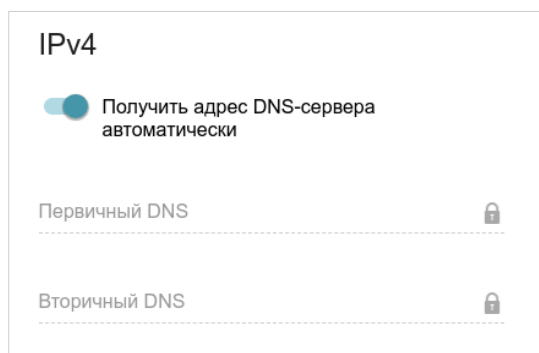 IPv4
Получить адрес DNS-сервера
автоматически
Первичный DNS
Вторичный DNS